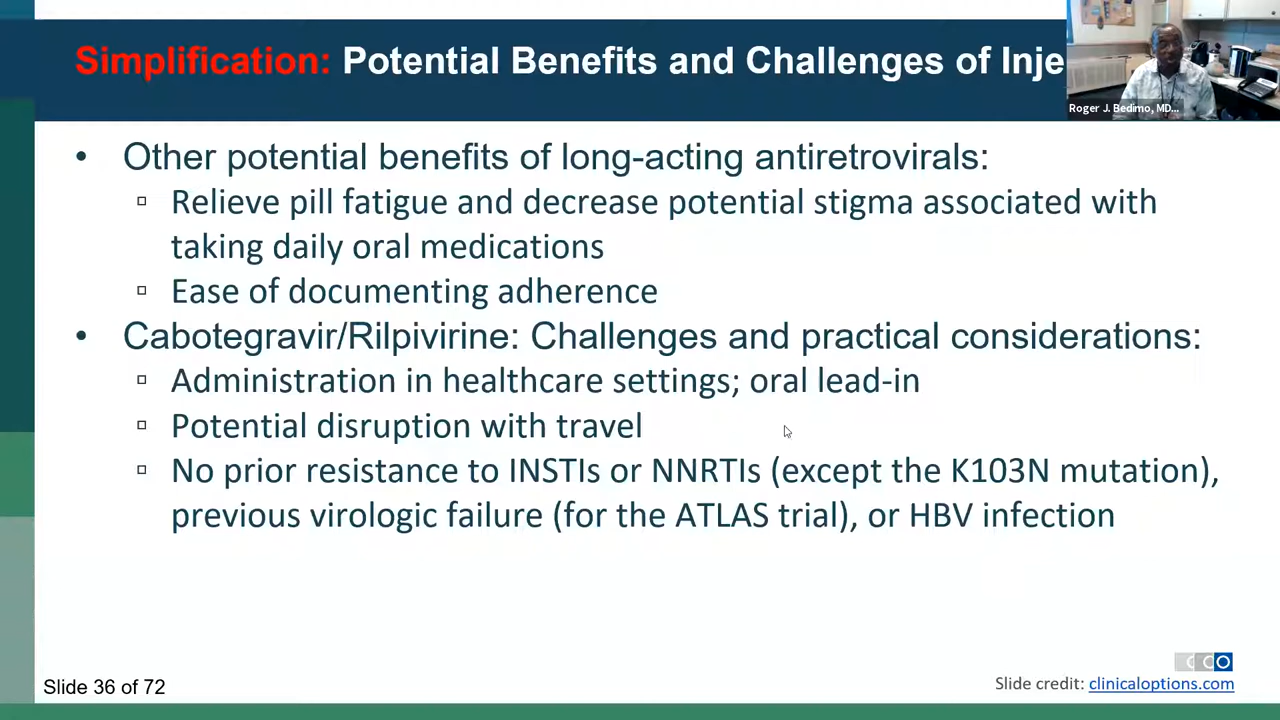 Simplification: Potential Benefits and Challenges of Inje
Roger J. Bedimo, MD...
• Other potential benefits of long-acting antiretrovirals:
▫ Relieve pill fatigue and decrease potential stigma associated with
taking daily oral medications
▫ Ease of documenting adherence
• Cabotegravir/Rilpivirine: Challenges and practical considerations:
▫ Administration in healthcare settings; oral lead-in
▫ Potential disruption with travel
▫ No prior resistance to INSTIs or NNRTIs (except the K103N mutation),
previous virologic failure (for the ATLAS trial), or HBV infection
CCO
Slide 36 of 72
Slide credit: clinicaloptions.com